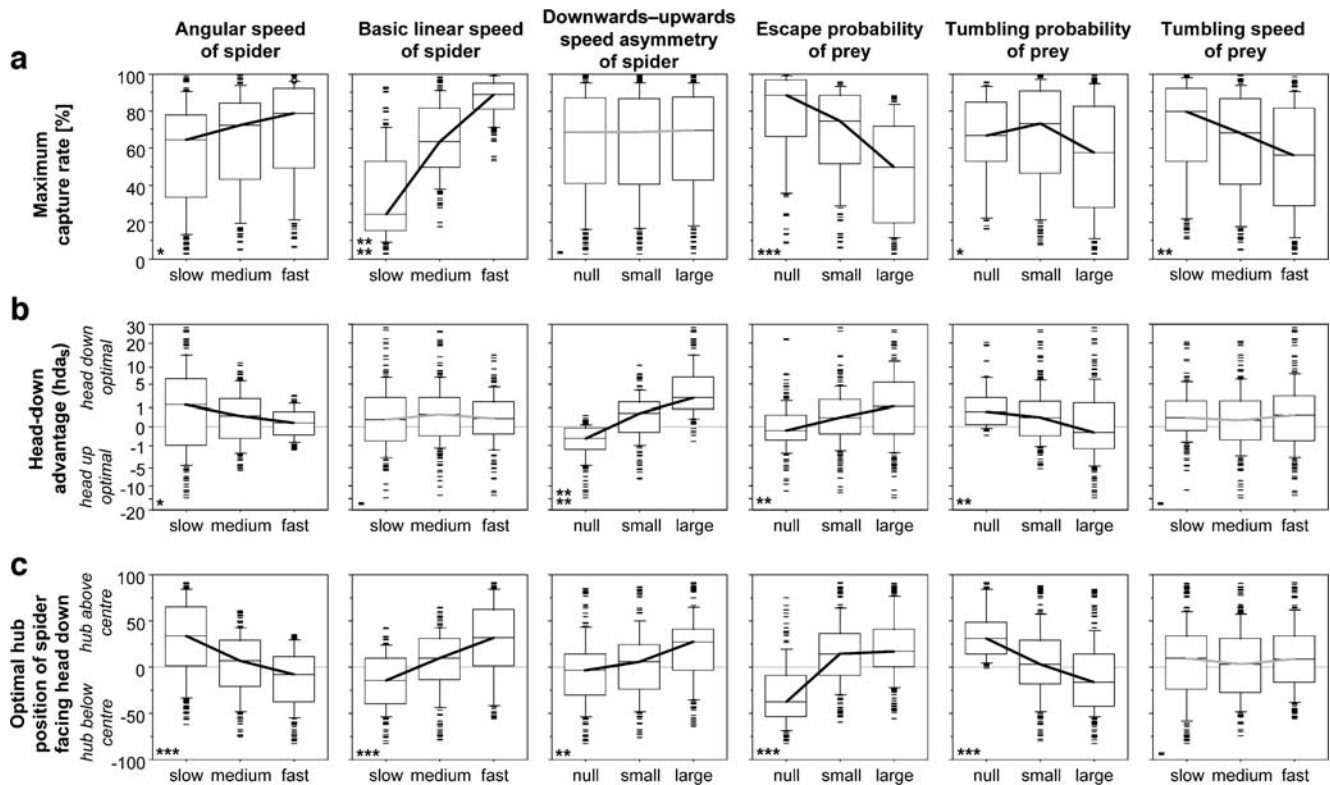 Angular speed
of spider
Basic linear speed
of spider
Downwards–upwards
speed asymmetry
of spider
Escape probability
of prey
Tumbling probability
of prey
Tumbling speed
of prey
a
Maximum
capture rate [%]
100
80
60
40
20
0
*
**
**
-
***
*
**
slow medium fast
slow medium fast
null small large
null small large
null small large
slow medium fast
b
Head-down
advantage (hdas)
head down
optimal
head up
optimal
30
20
10
5
1
0
-1
-5
-10
-20
*
-
**
**
**
**
-
slow medium fast
slow medium fast
null small large
null small large
null small large
slow medium fast
c
Optimal hub
position of spider
facing head down
hub above
centre
hub below
centre
100
50
0
-50
-100
***
***
**
***
***
-
slow medium fast
slow medium fast
null small large
null small large
null small large
slow medium fast